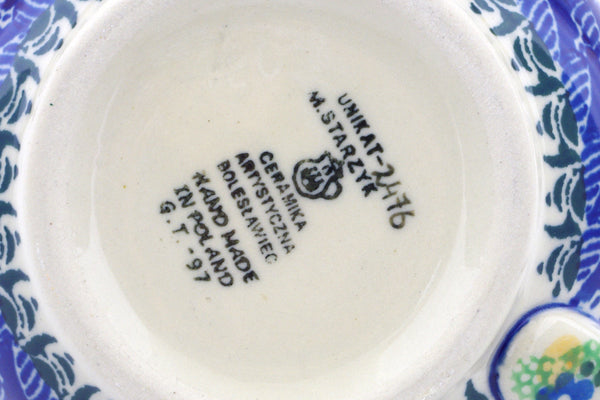 UNIKAT-2476
M. STARZYK
CERAMIKA
ARTYSTYCZNA
BOLESŁAWIEC
HAND MADE
IN POLAND
G.T.-97